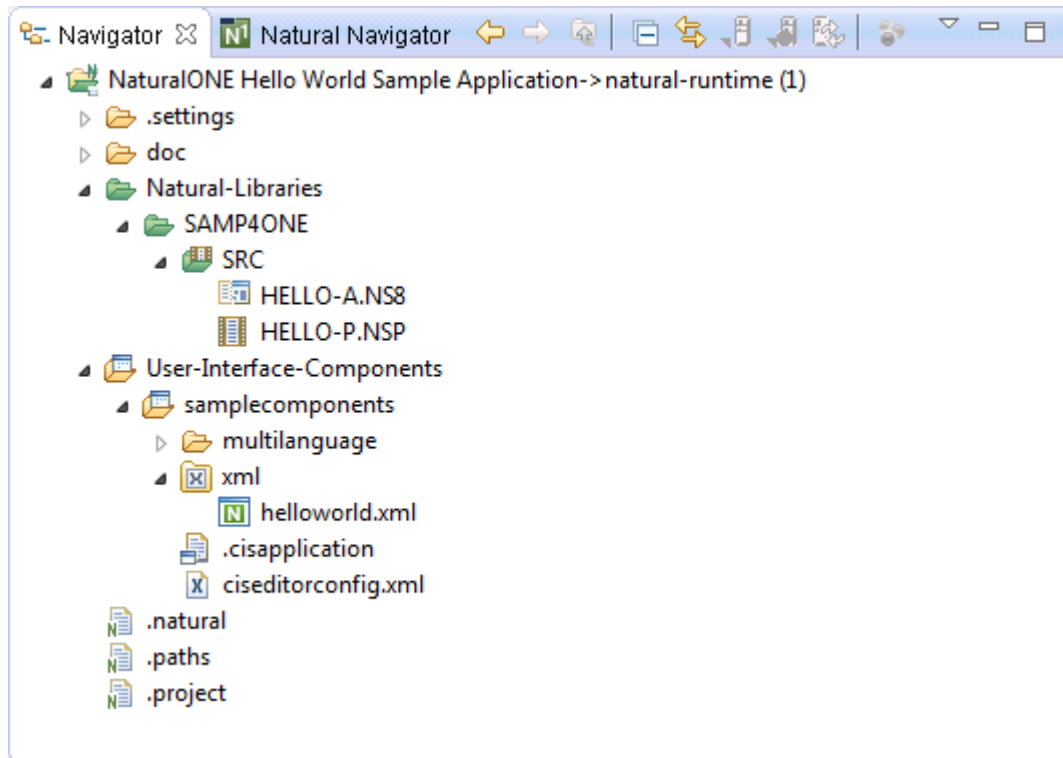 Navigator Natural Navigator
NaturalONE Hello World Sample Application->natural-runtime (1)
.settings
doc
Natural-Libraries
SAMP4ONE
SRC
HELLO-A.NS8
HELLO-P.NSP
User-Interface-Components
samplecomponents
multilanguage
xml
helloworld.xml
.cisapplication
ciseditorconfig.xml
.natural
.paths
.project